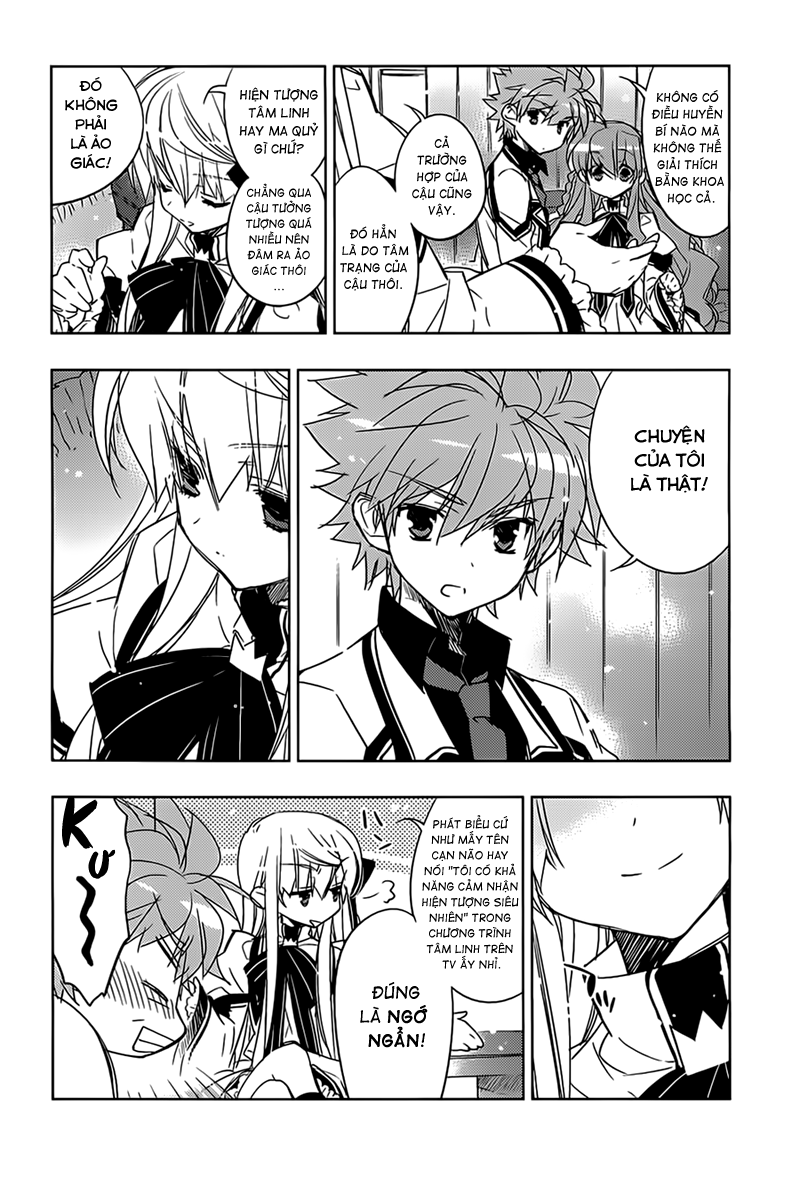 KHÔNG CÓ
ĐIỀU HUYỀN
BÍ NÀO MÀ
KHÔNG THỂ
GIẢI THÍCH
BẰNG KHOA
HỌC CẢ.
CẢ
TRƯỜNG
HỢP CỦA
CẬU CŨNG
VẬY.
ĐÓ HẲN
LÀ DO TÂM
TRẠNG CỦA
CẬU THÔI.
HIỆN TƯỢNG
TÂM LINH
HAY MA QUỶ
GÌ CHỨ?
CHẲNG QUA
CẬU TƯỞNG
TƯỢNG QUÁ
NHIỀU NÊN
ĐÂM RA ẢO
GIÁC THÔI
...
ĐÓ
KHÔNG
PHẢI
LÀ ẢO
GIÁC!
CHUYỆN
CỦA TÔI
LÀ THẬT!
PHÁT BIỂU CỨ
NHƯ MẤY TÊN
CẠN NÃO HAY
NÓI "TÔI CÓ KHẢ
NĂNG CẢM NHẬN
HIỆN TƯỢNG SIÊU
NHIÊN" TRONG
CHƯƠNG TRÌNH
TÂM LINH TRÊN
TV ẤY NHỈ.
ĐÚNG
LÀ NGỚ
NGẨN!
KƯ~